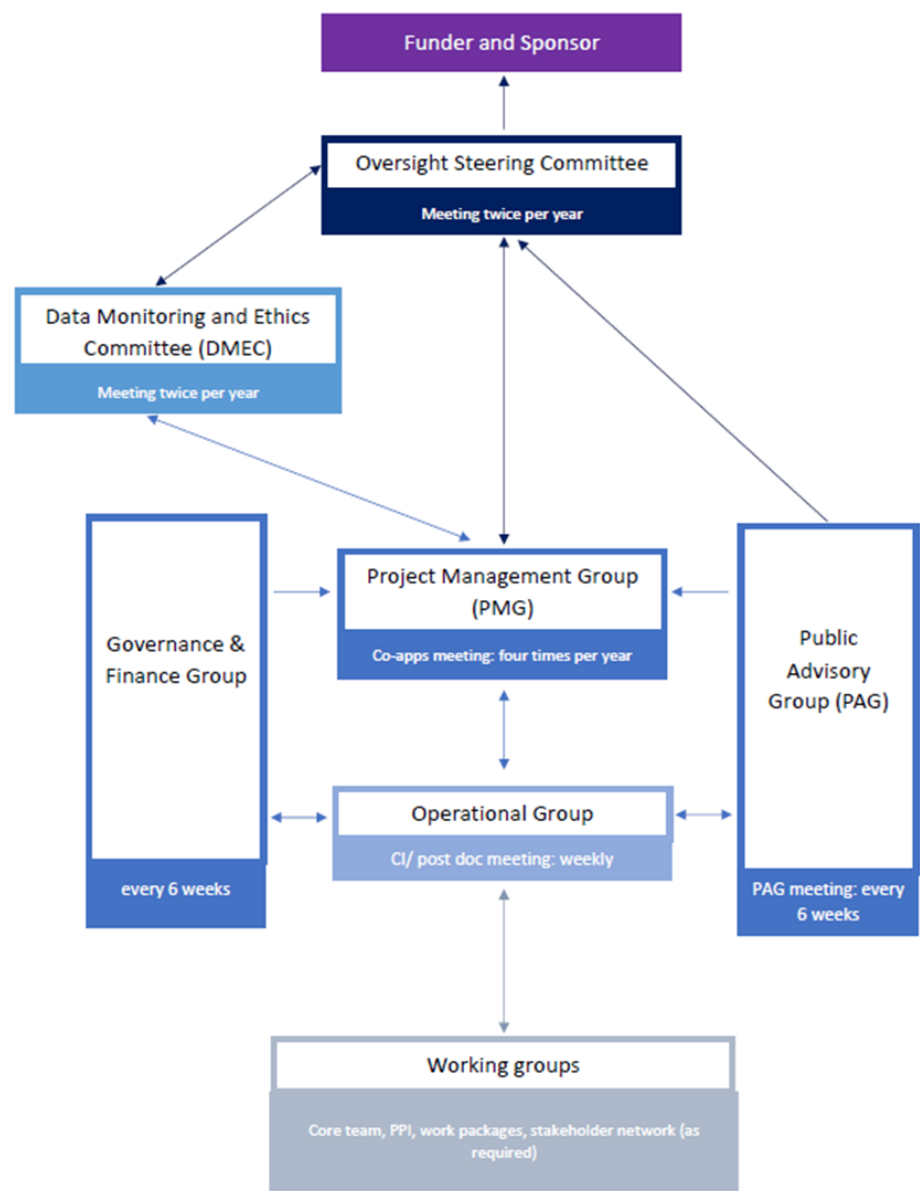 Funder and Sponsor
Oversight Steering Committee
Meeting twice per year
Data Monitoring and Ethics
Committee (DMEC)
Meeting twice per year
Governance &
Finance Group
every 6 weeks
Project Management Group
(PMG)
Co-apps meeting: four times per year
Public
Advisory
Group (PAG)
PAG meeting: every
6 weeks
Operational Group
CI/ post doc meeting: weekly
Working groups
Core team, PPI, work packages, stakeholder network (as
required)